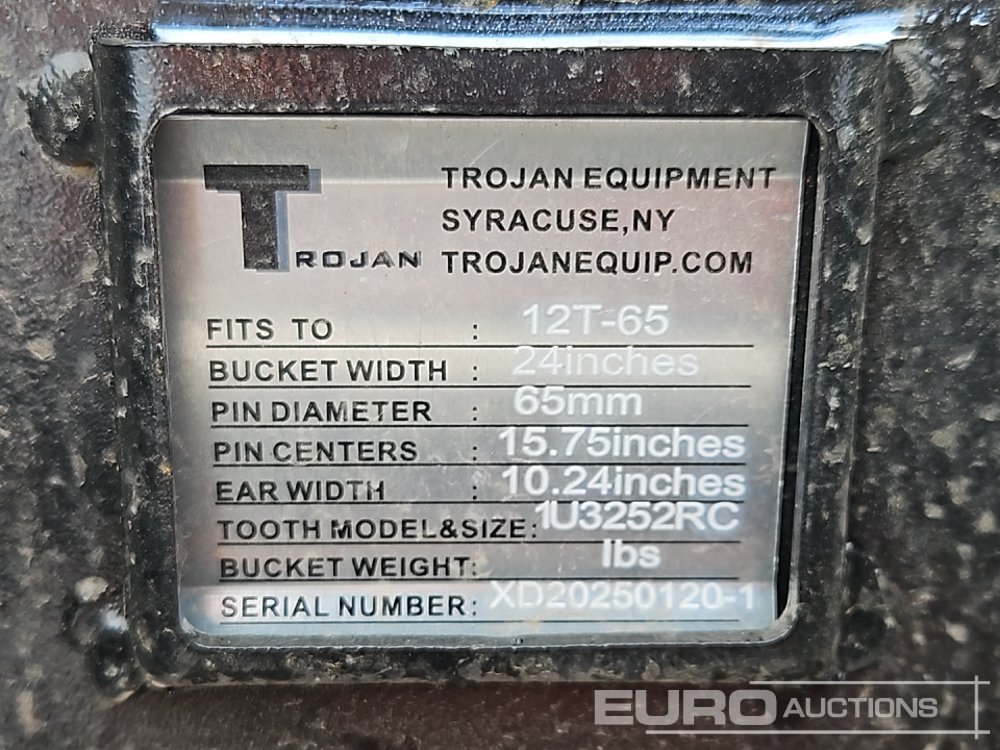 TROJAN
TROJAN EQUIPMENT
SYRACUSE,NY
TROJANEQUIP.COM
FITS TO : 12T-65
BUCKET WIDTH : 24inches
PIN DIAMETER : 65mm
PIN CENTERS : 15.75inches
EAR WIDTH : 10.24inches
TOOTH MODEL&SIZE: 1U3252RC
BUCKET WEIGHT: lbs
SERIAL NUMBER: XD20250120-1
EURO AUCTIONS